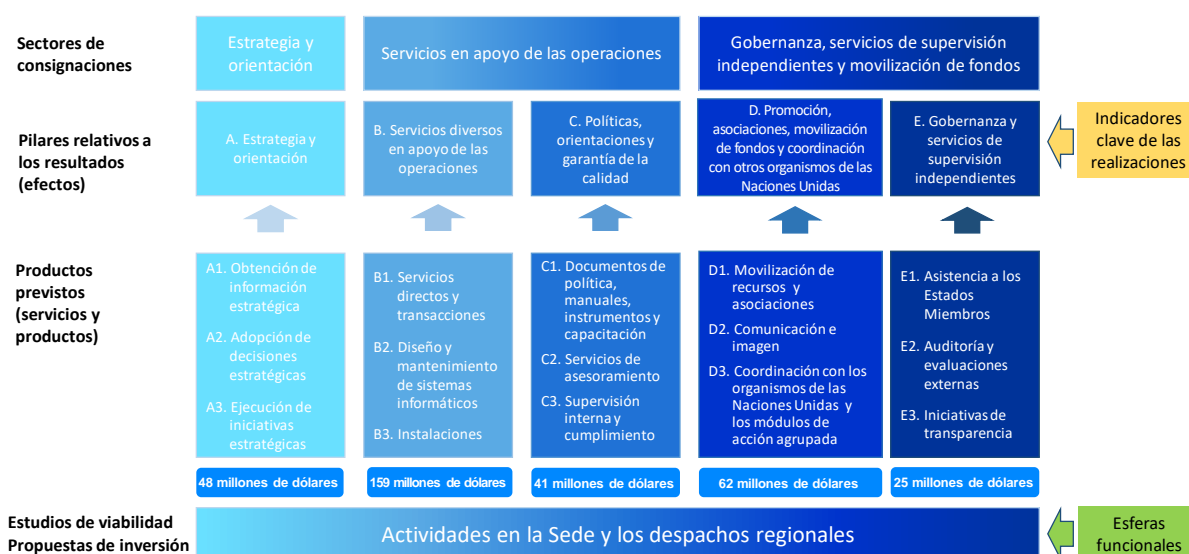 Sectores de
consignaciones
Estrategia y
orientación
Servicios en apoyo de las operaciones
Gobernanza, servicios de supervisión
independientes y movilización de fondos
Pilares relativos a
los resultados
(efectos)
A. Estrategia y
orientación
B. Servicios diversos
en apoyo de las
operaciones
C. Políticas,
orientaciones y
garantía de la
calidad
D. Promoción,
asociaciones, movilización
de fondos y coordinación
con otros organismos de las
Naciones Unidas
E. Gobernanza y
servicios de
supervisión
independientes
Indicadores
clave de las
realizaciones
Productos
previstos
(servicios y
productos)
A1. Obtención de
información
estratégica
A2. Adopción de
decisiones
estratégicas
A3. Ejecución de
iniciativas
estratégicas
B1. Servicios
directos y
transacciones
B2. Diseño y
mantenimiento
de sistemas
informáticos
B3. Instalaciones
C1. Documentos de
política,
manuales,
instrumentos y
capacitación
C2. Servicios de
asesoramiento
C3. Supervisión
interna y
cumplimiento
D1. Movilización de
recursos y
asociaciones
D2. Comunicación e
imagen
D3. Coordinación con los
organismos de las
Naciones Unidas y
los módulos de
acción agrupada
E1. Asistencia a los
Estados
Miembros
E2. Auditoría y
evaluaciones
externas
E3. Iniciativas de
transparencia
48 millones de dólares
159 millones de dólares
41 millones de dólares
62 millones de dólares
25 millones de dólares
Estudios de viabilidad
Propuestas de inversión
Actividades en la Sede y los despachos regionales
Esferas
funcionales